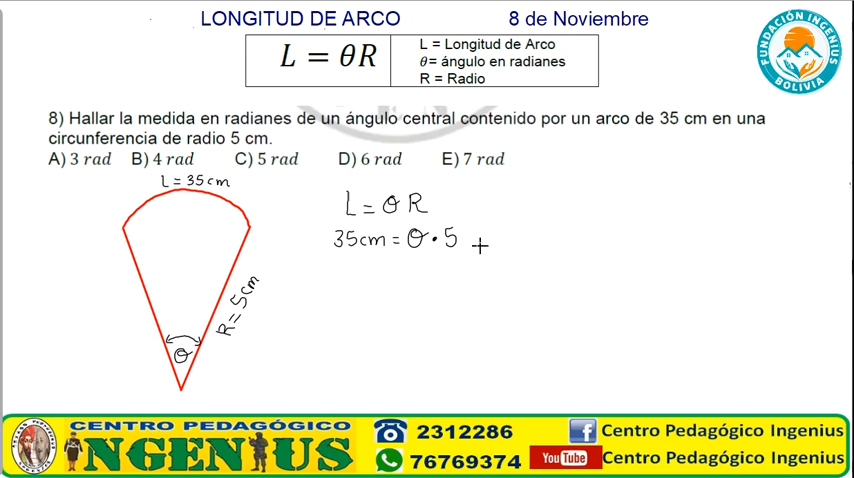 LONGITUD DE ARCO 8 de Noviembre
L = θR
L = Longitud de Arco
θ= ángulo en radianes
R = Radio
FUNDACIÓN INGENIUS
BOLIVIA
8) Hallar la medida en radianes de un ángulo central contenido por un arco de 35 cm en una
circunferencia de radio 5 cm.
A) 3 rad B) 4 rad C) 5 rad D) 6 rad E) 7 rad
L = 35cm
L = θ R
35cm = θ • 5
R = 5cm
θ
CENTRO PEDAGÓGICO
INGENIUS
2312286
76769374
Centro Pedagógico Ingenius
YouTube Centro Pedagógico Ingenius